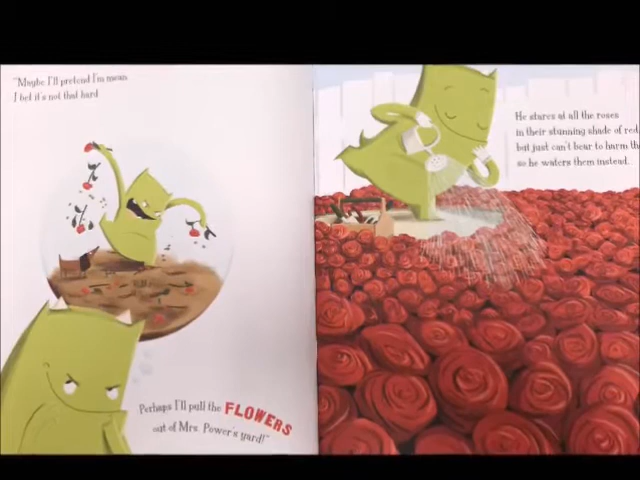 "Maybe I'll pretend I'm mean.
I bet it's not that hard.
Perhaps I'll pull the FLOWERS
out of Mrs. Power's yard!"
He stares at all the roses
in their stunning shade of red,
but just can't bear to harm
so he waters them instead.